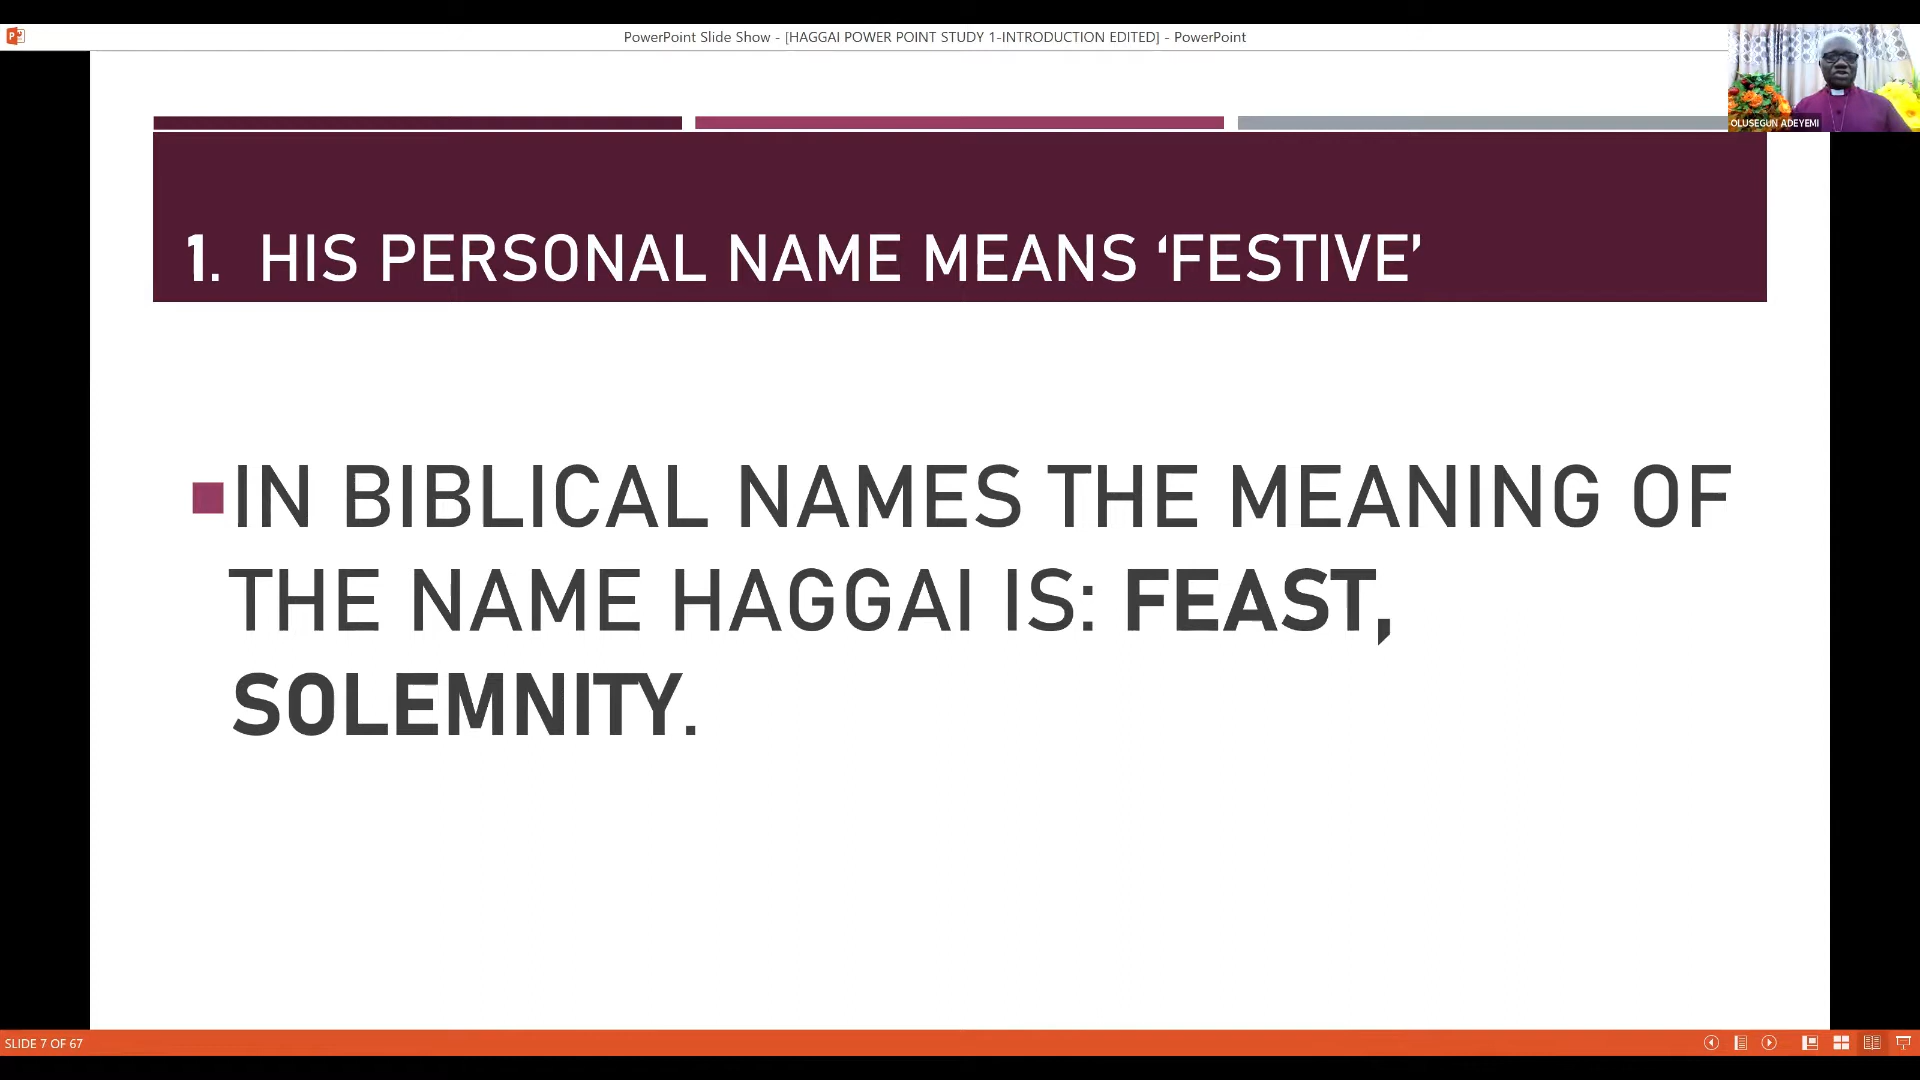 PowerPoint Slide Show - [HAGGAI POWER POINT STUDY 1-INTRODUCTION EDITED] - PowerPoint
OLUSEGUN ADEYEMI
1. HIS PERSONAL NAME MEANS ‘FESTIVE’
IN BIBLICAL NAMES THE MEANING OF
THE NAME HAGGAI IS: FEAST,
SOLEMNITY.
SLIDE 7 OF 67